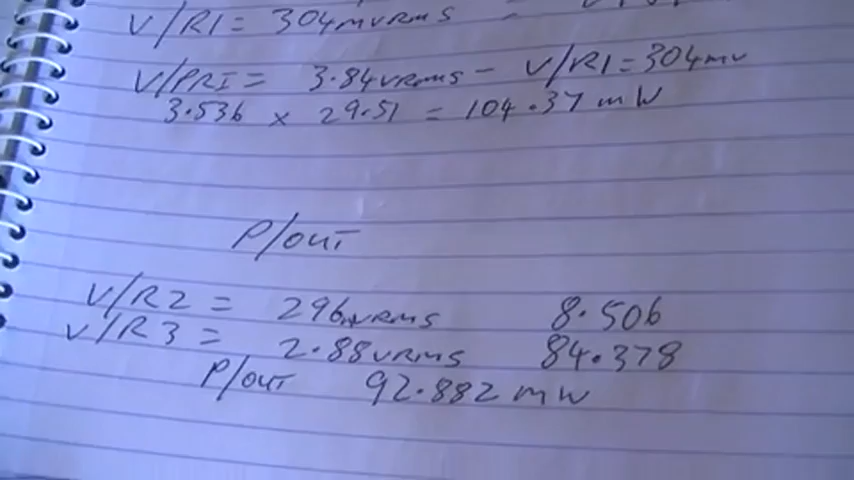 V/R1 = 304mVRMS
V/PRI = 3.84VRMS - V/R1 = 304mV
3.536 x 29.51 = 104.37 mW
P/OUT
V/R2 = 296mVRMS 8.506
V/R3 = 2.88VRMS 84.378
P/OUT 92.882 mW